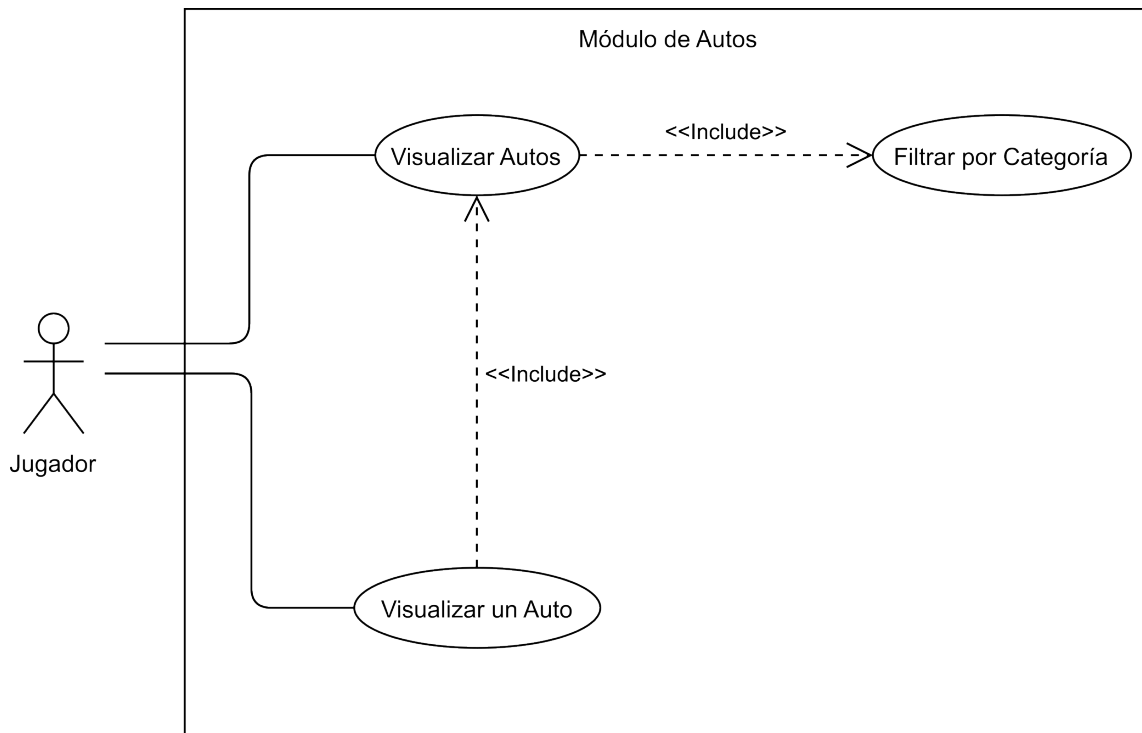 Módulo de Autos
<<Include>>
Visualizar Autos
Filtrar por Categoría
<<Include>>
Jugador
Visualizar un Auto